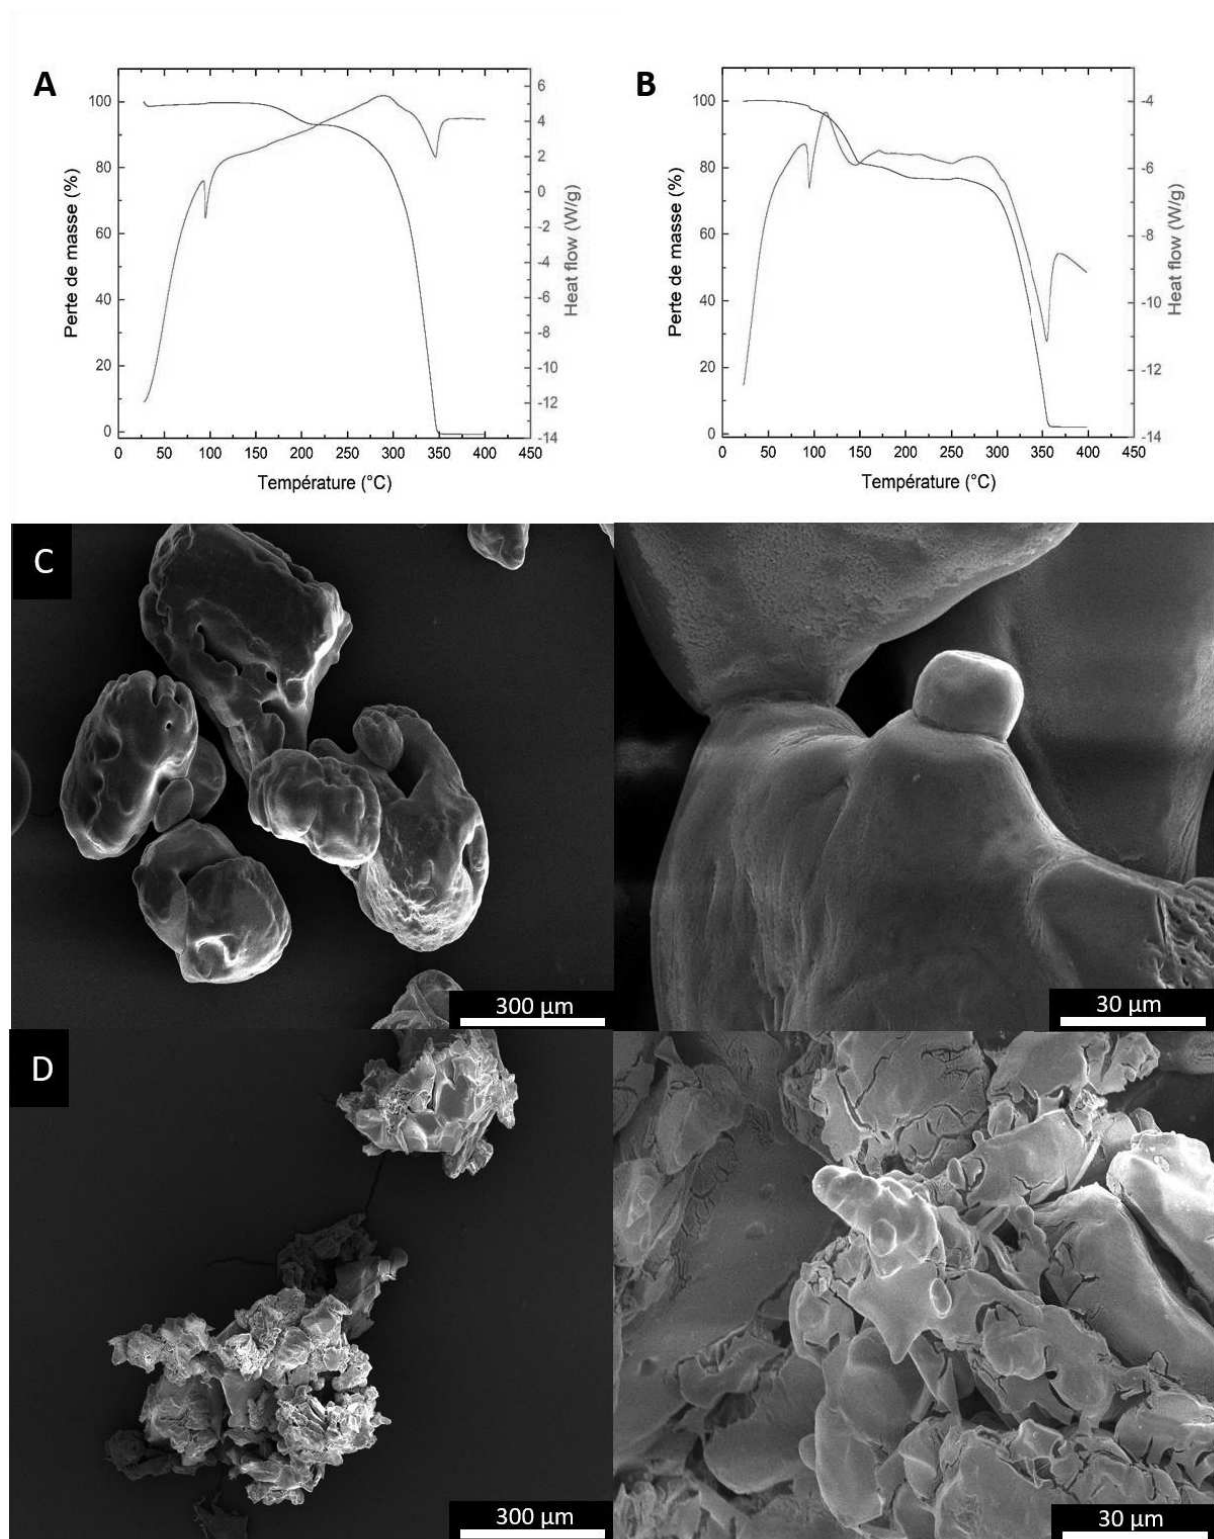 A
B
6
4
2
0
-2
-4
-6
-8
-10
-12
-14
100
80
60
40
20
0
0 50 100 150 200 250 300 350 400 450
Perte de masse (%)
Heat flow (W/g)
Température (°C)
-4
-6
-8
-10
-12
-14
100
80
60
40
20
0
0 50 100 150 200 250 300 350 400 450
Perte de masse (%)
Heat flow (W/g)
Température (°C)
C
300 µm
30 µm
D
300 µm
30 µm